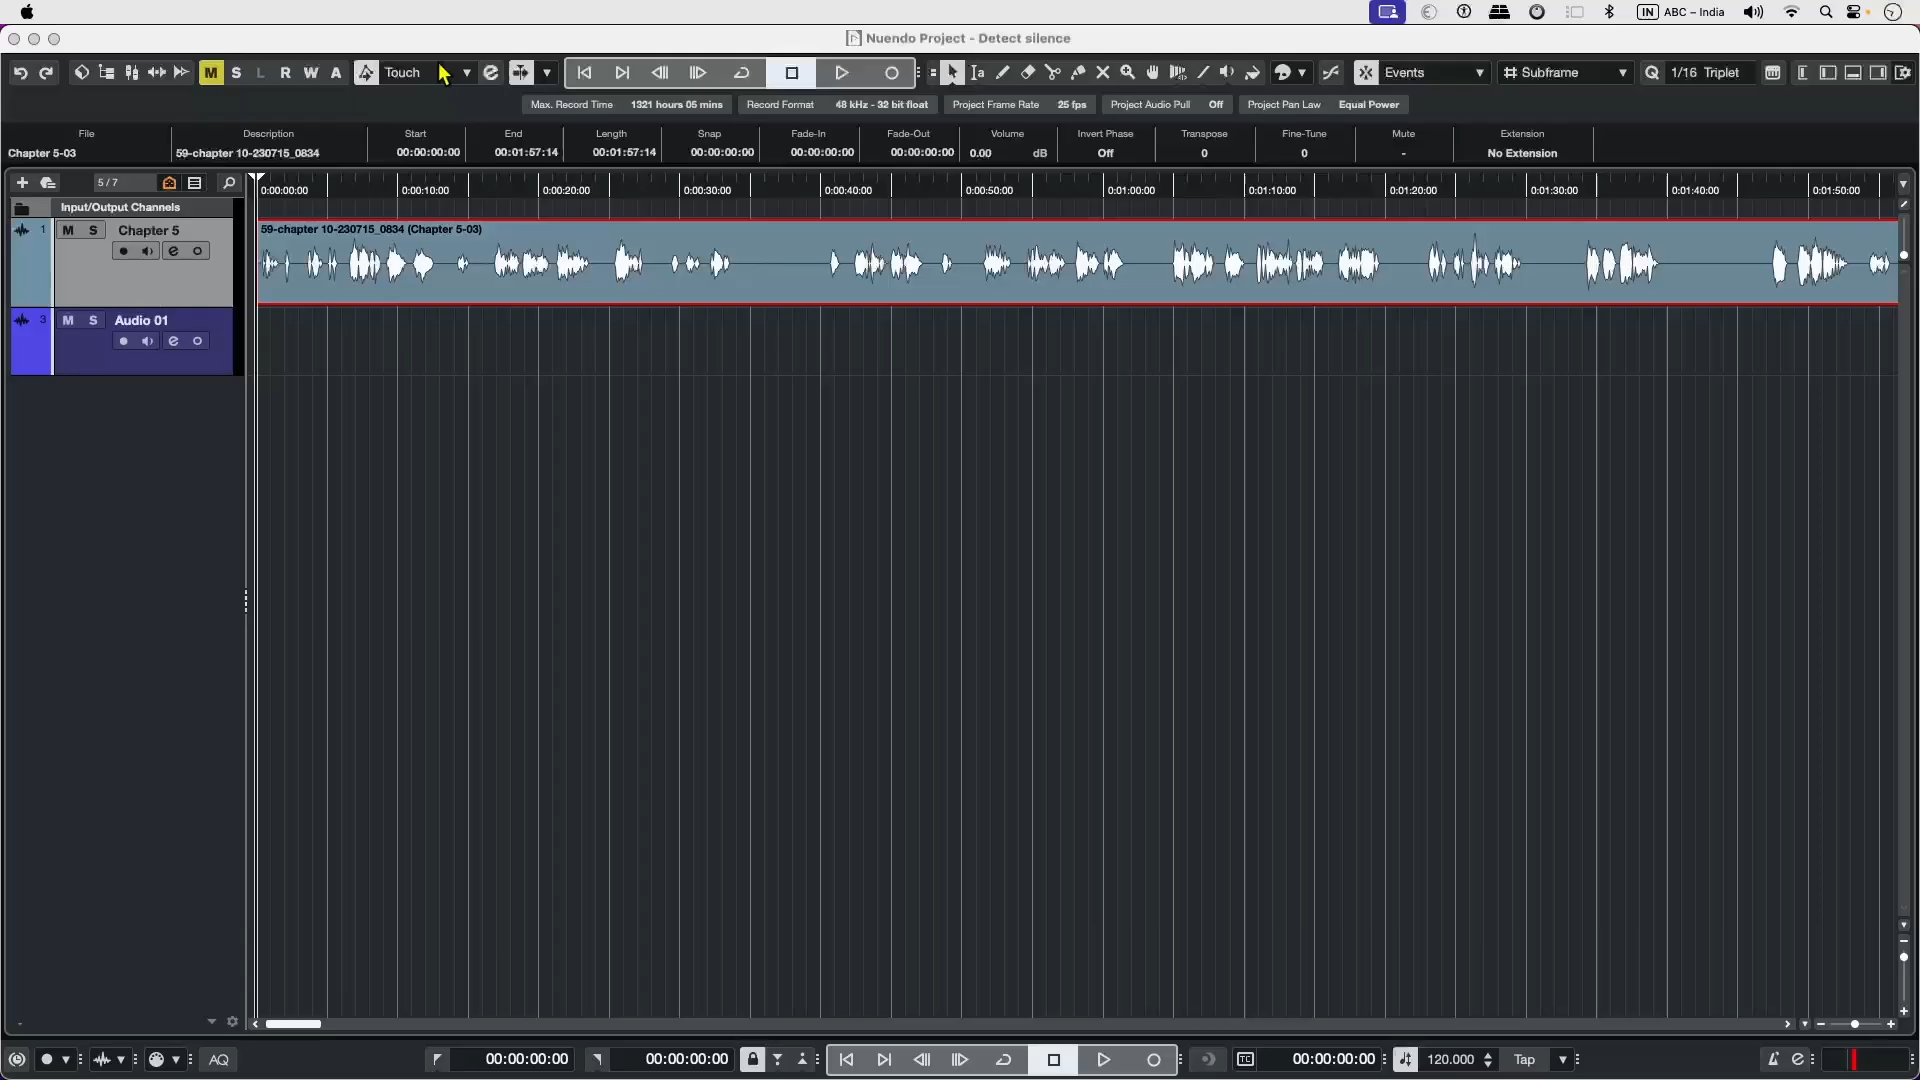 IN ABC – India
Nuendo Project - Detect silence
M S L R W A Touch Events Subframe Q 1/16 Triplet
Max. Record Time 1321 hours 05 mins Record Format 48 kHz - 32 bit float Project Frame Rate 25 fps Project Audio Pull Off Project Pan Law Equal Power
File Description Start End Length Snap Fade-In Fade-Out Volume Invert Phase Transpose Fine-Tune Mute Extension
Chapter 5-03 59-chapter 10-230715_0834 00:00:00:00 00:01:57:14 00:01:57:14 00:00:00:00 00:00:00:00 00:00:00:00 0.00 dB Off 0 0 - No Extension
5 / 7 0:00:00:00 0:00:10:00 0:00:20:00 0:00:30:00 0:00:40:00 0:00:50:00 0:01:00:00 0:01:10:00 0:01:20:00 0:01:30:00 0:01:40:00 0:01:50:00
Input/Output Channels
1 M S Chapter 5
59-chapter 10-230715_0834 (Chapter 5-03)
3 M S Audio 01
AQ 00:00:00:00 00:00:00:00 TC 00:00:00:00 120.000 Tap